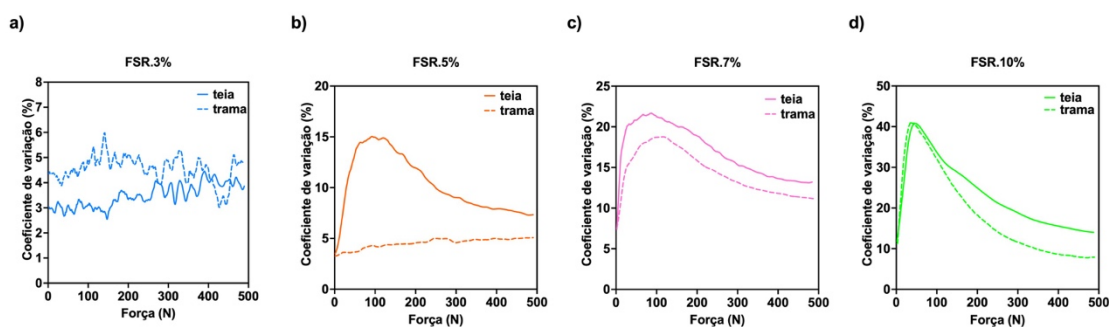 a)
FSR.3%
Coeficiente de variação (%)
8
7
6
5
4
3
2
1
0
teia
trama
0 100 200 300 400 500
Força (N)
b)
FSR.5%
Coeficiente de variação (%)
20
15
10
5
0
teia
trama
0 100 200 300 400 500
Força (N)
c)
FSR.7%
Coeficiente de variação (%)
25
20
15
10
5
0
teia
trama
0 100 200 300 400 500
Força (N)
d)
FSR.10%
Coeficiente de variação (%)
50
40
30
20
10
0
teia
trama
0 100 200 300 400 500
Força (N)